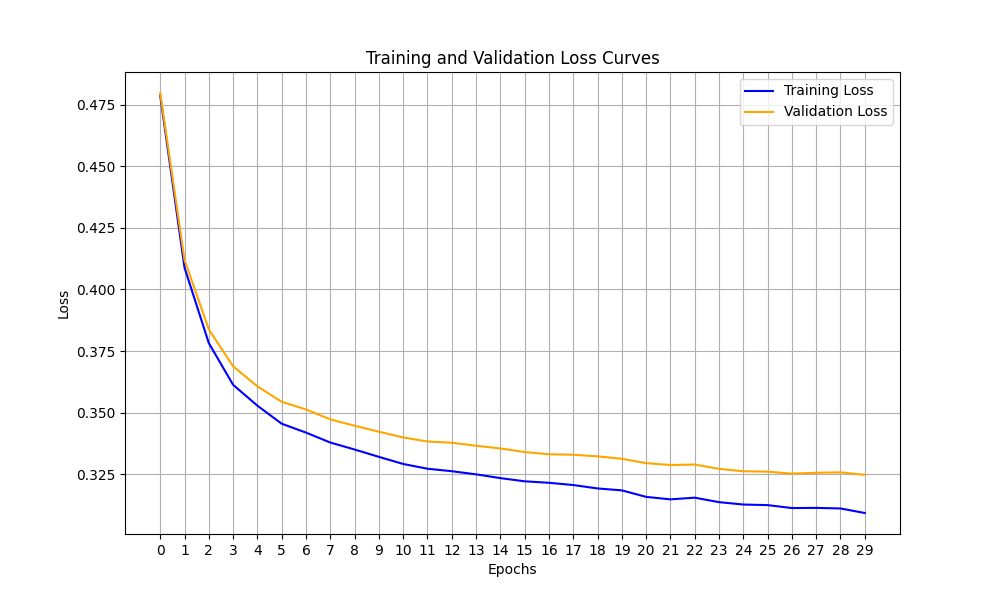 Training and Validation Loss Curves
Training Loss
Validation Loss
0.475
0.450
0.425
0.400
0.375
0.350
0.325
Loss
0 1 2 3 4 5 6 7 8 9 10 11 12 13 14 15 16 17 18 19 20 21 22 23 24 25 26 27 28 29
Epochs